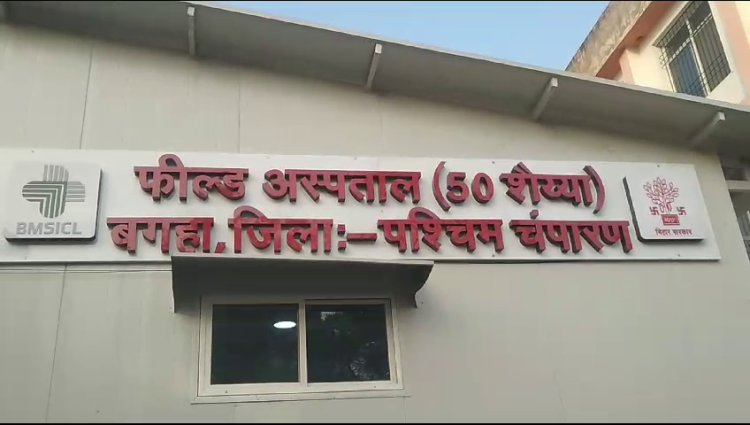 फील्ड अस्पताल (50 शैय्या)
बगहा, जिला:-पश्चिम चंपारण
BMSICL
बिहार सरकार